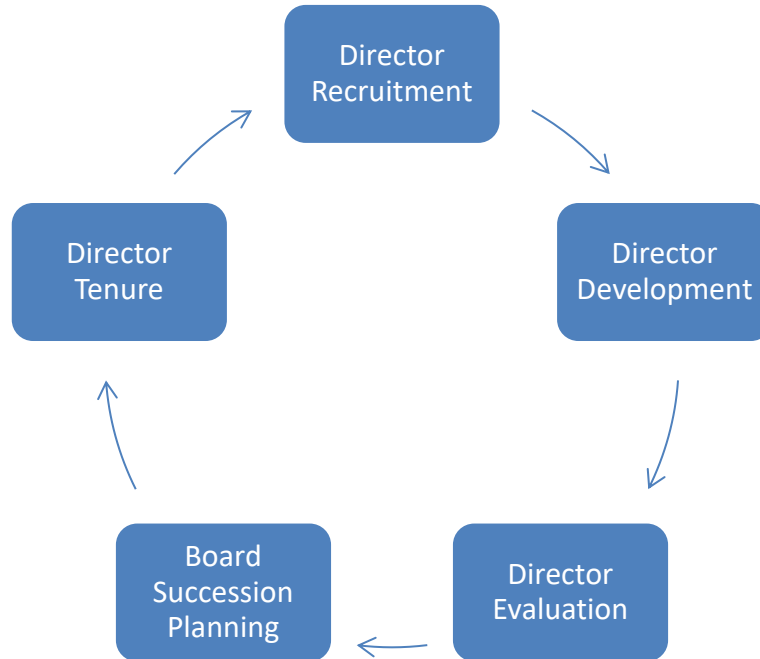 Director
Recruitment
Director
Development
Director
Evaluation
Board
Succession
Planning
Director
Tenure